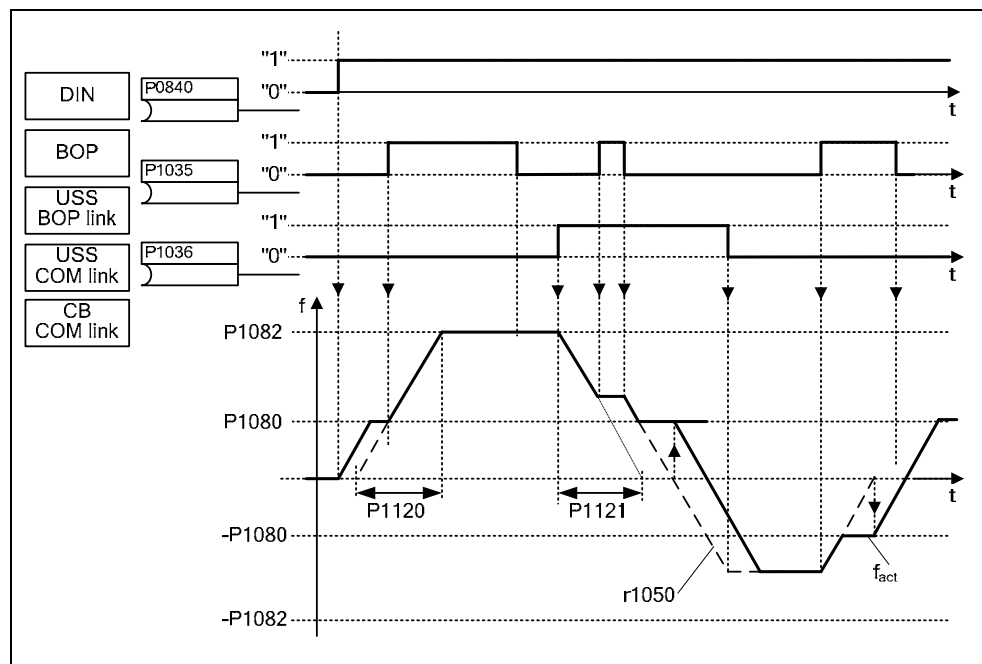 DIN
BOP
USS
BOP link
USS
COM link
CB
COM link
P0840
P1035
P1036
"1"
"0"
t
"1"
"0"
t
"1"
"0"
t
f
P1082
P1080
t
P1120
P1121
-P1080
r1050
fact
-P1082